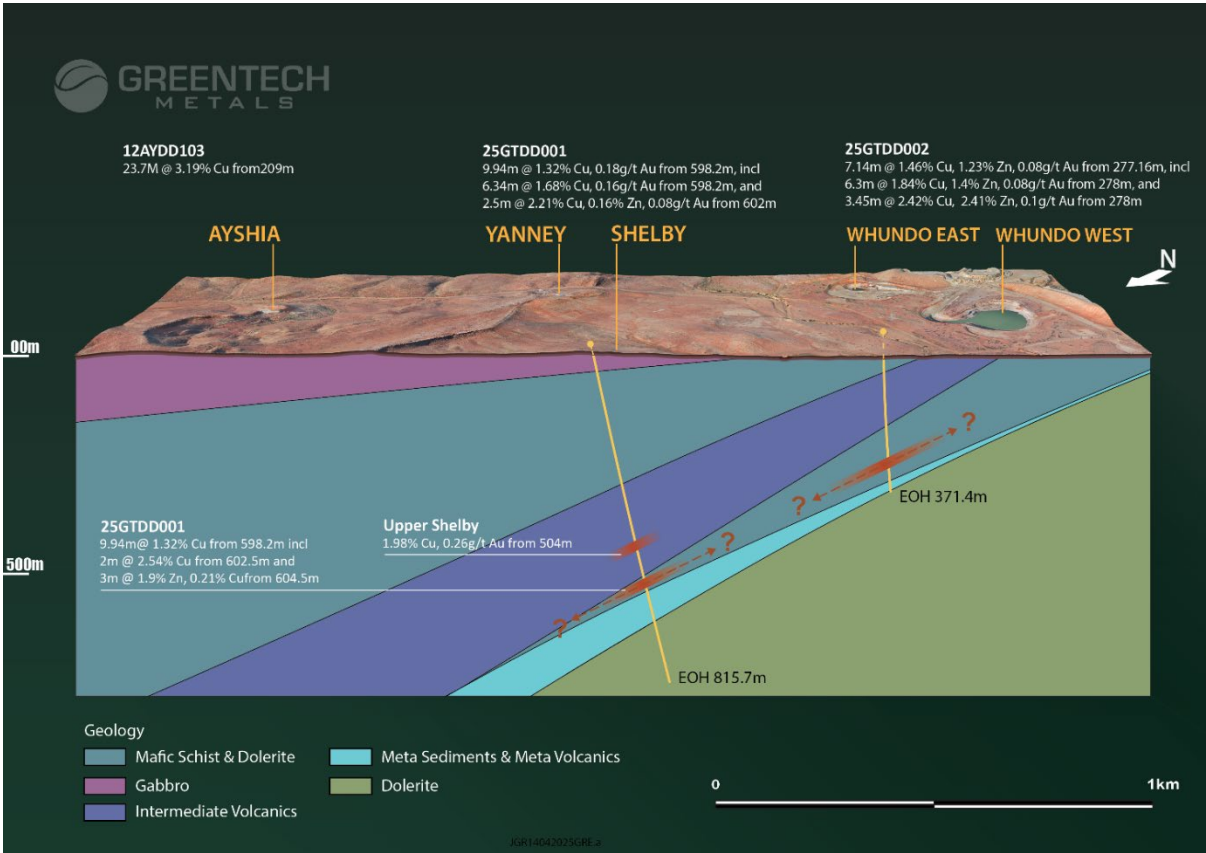 GREENTECH
METALS
12AYDD103
23.7M @ 3.19% Cu from209m
25GTDD001
9.94m @ 1.32% Cu, 0.18g/t Au from 598.2m, incl
6.34m @ 1.68% Cu, 0.16g/t Au from 598.2m, and
2.5m @ 2.21% Cu, 0.16% Zn, 0.08g/t Au from 602m
25GTDD002
7.14m @ 1.46% Cu, 1.23% Zn, 0.08g/t Au from 277.16m, incl
6.3m @ 1.84% Cu, 1.4% Zn, 0.08g/t Au from 278m, and
3.45m @ 2.42% Cu, 2.41% Zn, 0.1g/t Au from 278m
AYSHIA
YANNEY
SHELBY
WHUNDO EAST
WHUNDO WEST
N
00m
?
?
EOH 371.4m
25GTDD001
9.94m@ 1.32% Cu from 598.2m incl
2m @ 2.54% Cu from 602.5m and
3m @ 1.9% Zn, 0.21% Cufrom 604.5m
Upper Shelby
1.98% Cu, 0.26g/t Au from 504m
?
500m
?
EOH 815.7m
Geology
Mafic Schist & Dolerite
Gabbro
Intermediate Volcanics
Meta Sediments & Meta Volcanics
Dolerite
0
1km
JGR14042025GRE.a